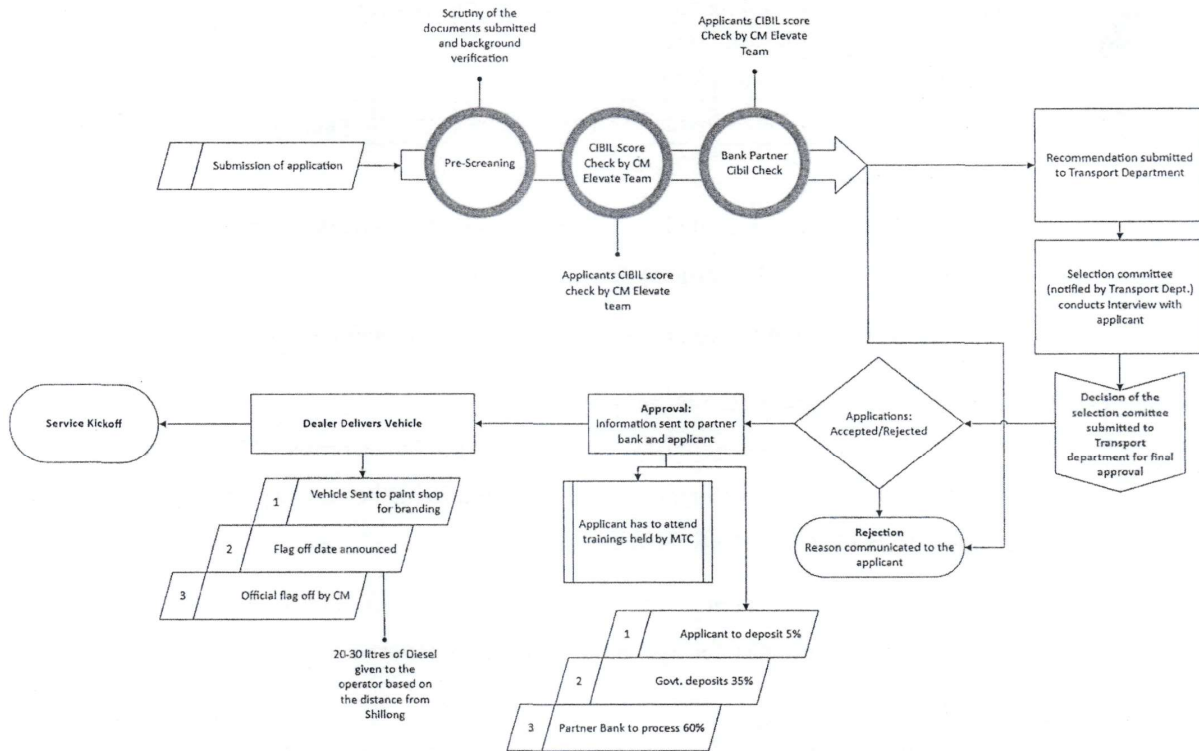 Scrutiny of the
documents submitted
and background
verification
Applicants CIBIL score
Check by CM Elevate
Team
Submission of application
Pre-Screaning
CIBIL Score
Check by CM
Elevate Team
Bank Partner
Cibil Check
Recommendation submitted
to Transport Department
Applicants CIBIL score
check by CM Elevate
team
Selection committee
(notified by Transport Dept.)
conducts Interview with
applicant
Service Kickoff
Dealer Delivers Vehicle
Approval:
Information sent to partner
bank and applicant
Applications:
Accepted/Rejected
Decision of the
selection comittee
submitted to
Transport
department for final
approval
1 Vehicle Sent to paint shop
for branding
2 Flag off date announced
3 Official flag off by CM
Applicant has to attend
trainings held by MTC
Rejection
Reason communicated to the
applicant
20-30 litres of Diesel
given to the
operator based on
the distance from
Shillong
1 Applicant to deposit 5%
2 Govt. deposits 35%
3 Partner Bank to process 60%